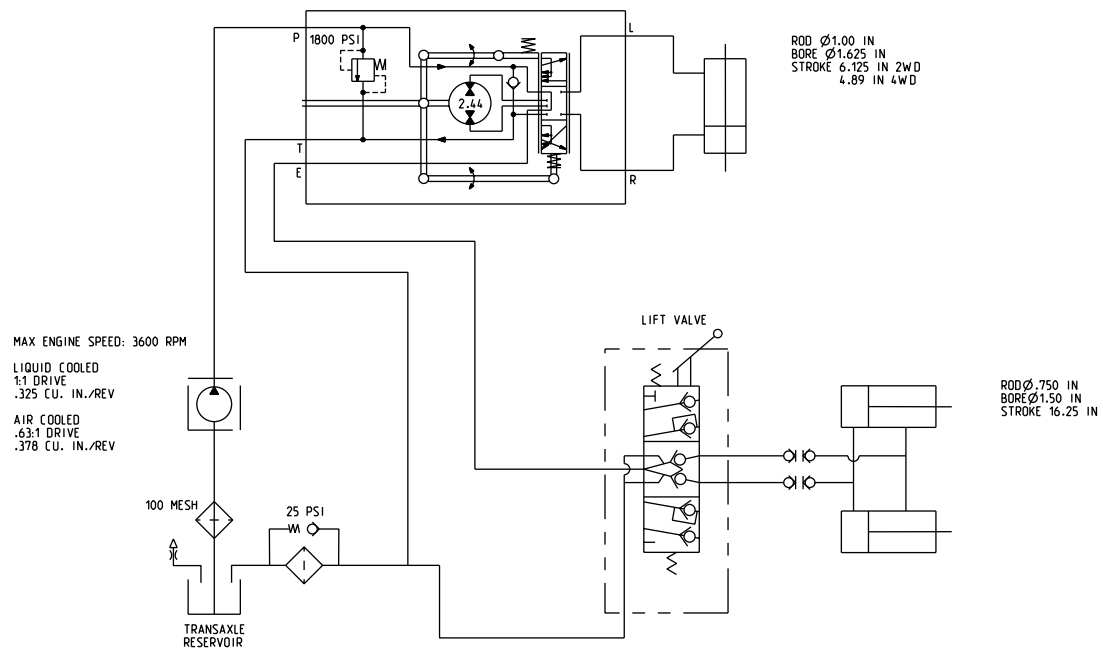 P
1800 PSI
L
ROD Ø1.00 IN
BORE Ø1.625 IN
STROKE 6.125 IN 2WD
4.89 IN 4WD
2.44
T
E
R
LIFT VALVE
MAX ENGINE SPEED: 3600 RPM
LIQUID COOLED
1:1 DRIVE
.325 CU. IN./REV
AIR COOLED
.63:1 DRIVE
.378 CU. IN./REV
RODØ.750 IN
BOREØ1.50 IN
STROKE 16.25 IN
100 MESH
25 PSI
TRANSAXLE
RESERVOIR